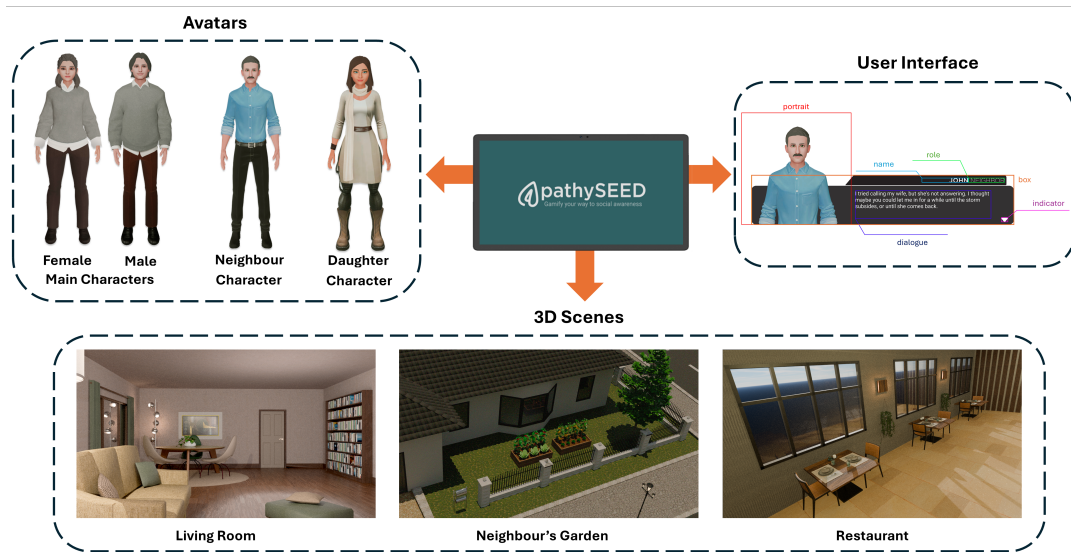 Avatars
Female
Male
Main Characters
Neighbour
Character
Daughter
Character
pathySEED
Gamify your way to social awareness
User Interface
portrait
name
role
JOHN NEIGHBOR
box
I tried calling my wife, but she's not answering. I thought
maybe you could let me in for a while until the storm
subsides, or until she comes back.
indicator
dialogue
3D Scenes
Living Room
Neighbour's Garden
Restaurant